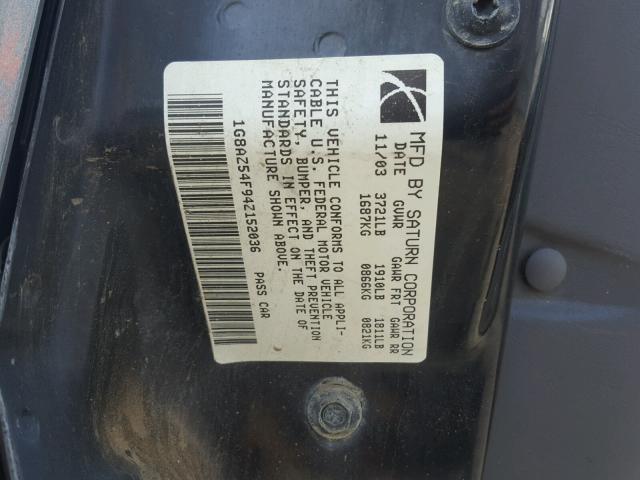 MFD BY SATURN CORPORATION
DATE GVWR GAWR FRT GAWR RR
11/03 3721LB 1910LB 1811LB
1687KG 0866KG 0821KG
THIS VEHICLE CONFORMS TO ALL APPLI-
CABLE U.S. FEDERAL MOTOR VEHICLE
SAFETY, BUMPER, AND THEFT PREVENTION
STANDARDS IN EFFECT ON THE DATE OF
MANUFACTURE SHOWN ABOVE.
1G8AZ54F94Z152036 PASS CAR